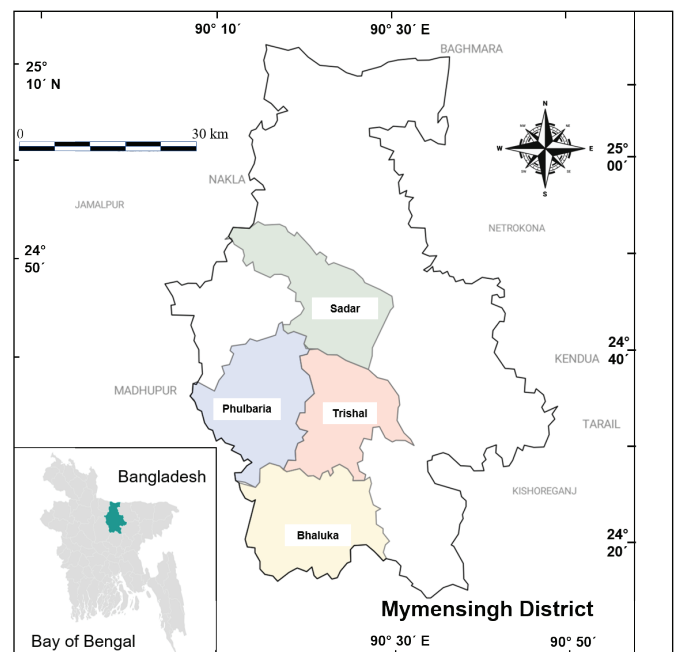 90° 10´
90° 30´ E
BAGHMARA
25°
10´ N
0
30 km
N
W
E
S
25°
00´
NAKLA
JAMALPUR
NETROKONA
24°
50´
Sadar
24°
40´
KENDUA
MADHUPUR
Phulbaria
Trishal
TARAIL
Bangladesh
KISHOREGANJ
Bhaluka
24°
20´
Mymensingh District
Bay of Bengal
90° 30´ E
90° 50´